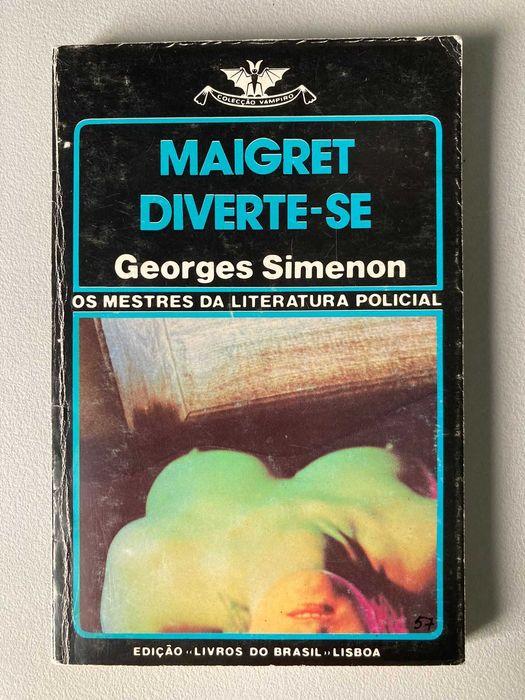 COLECÇÃO VAMPIRO
MAIGRET
DIVERTE-SE
Georges Simenon
OS MESTRES DA LITERATURA POLICIAL
57
EDIÇÃO «LIVROS DO BRASIL» LISBOA